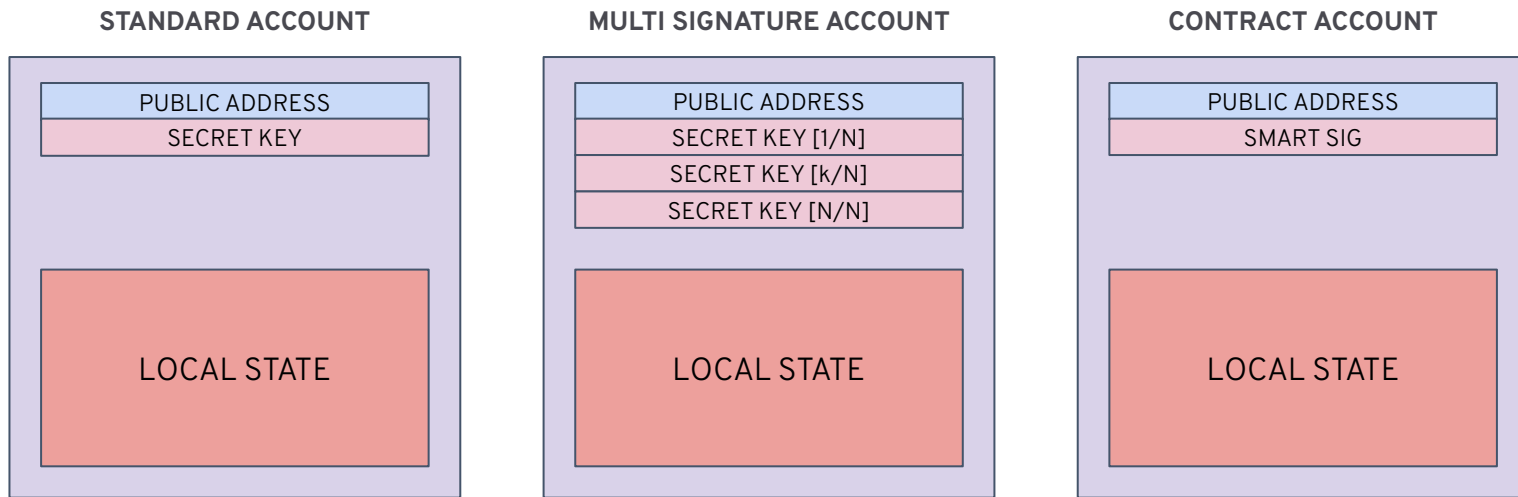 STANDARD ACCOUNT
PUBLIC ADDRESS
SECRET KEY
LOCAL STATE
MULTI SIGNATURE ACCOUNT
PUBLIC ADDRESS
SECRET KEY [1/N]
SECRET KEY [k/N]
SECRET KEY [N/N]
LOCAL STATE
CONTRACT ACCOUNT
PUBLIC ADDRESS
SMART SIG
LOCAL STATE